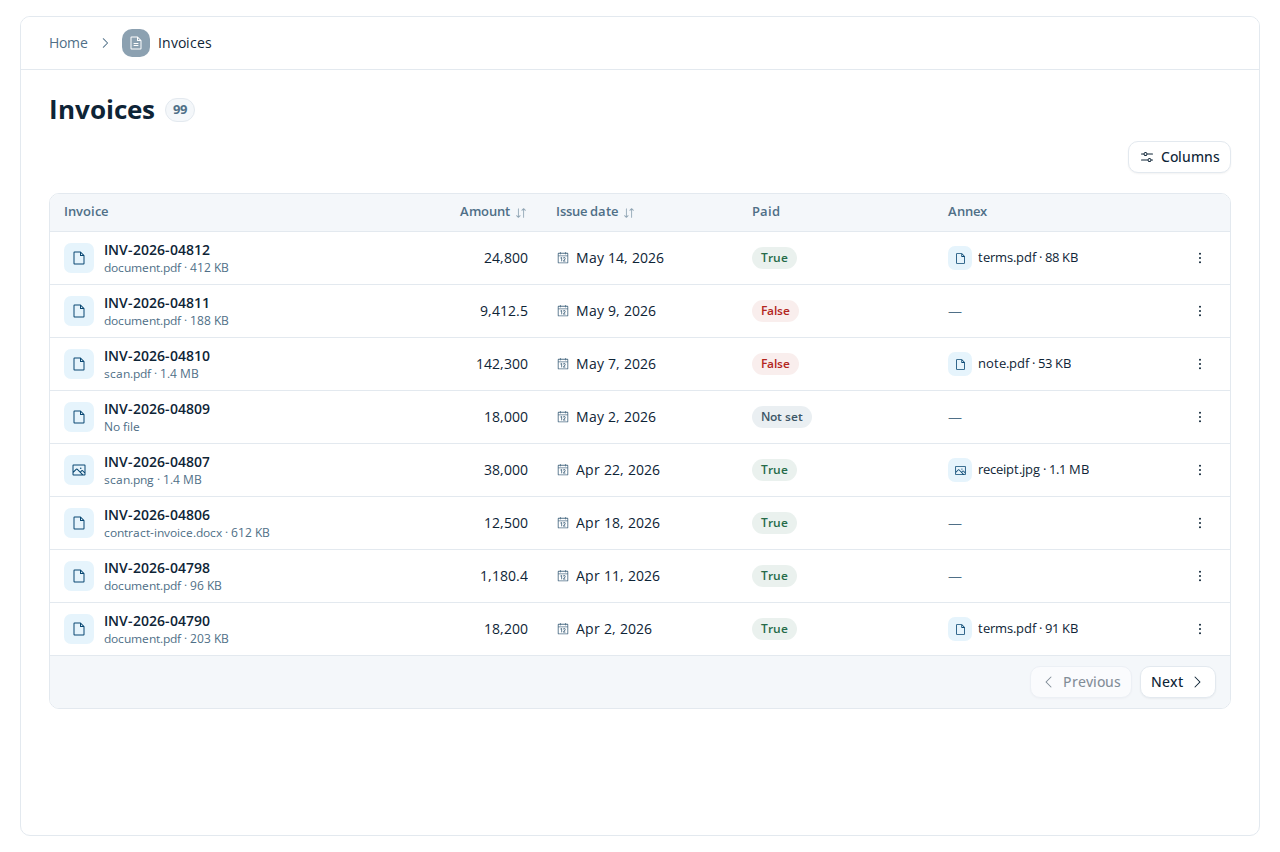 Home Invoices
Invoices 99
Columns
Invoice Amount Issue date Paid Annex
INV-2026-04812
document.pdf · 412 KB
24,800 May 14, 2026 True terms.pdf · 88 KB
INV-2026-04811
document.pdf · 188 KB
9,412.5 May 9, 2026 False —
INV-2026-04810
scan.pdf · 1.4 MB
142,300 May 7, 2026 False note.pdf · 53 KB
INV-2026-04809
No file
18,000 May 2, 2026 Not set —
INV-2026-04807
scan.png · 1.4 MB
38,000 Apr 22, 2026 True receipt.jpg · 1.1 MB
INV-2026-04806
contract-invoice.docx · 612 KB
12,500 Apr 18, 2026 True —
INV-2026-04798
document.pdf · 96 KB
1,180.4 Apr 11, 2026 True —
INV-2026-04790
document.pdf · 203 KB
18,200 Apr 2, 2026 True terms.pdf · 91 KB
Previous Next